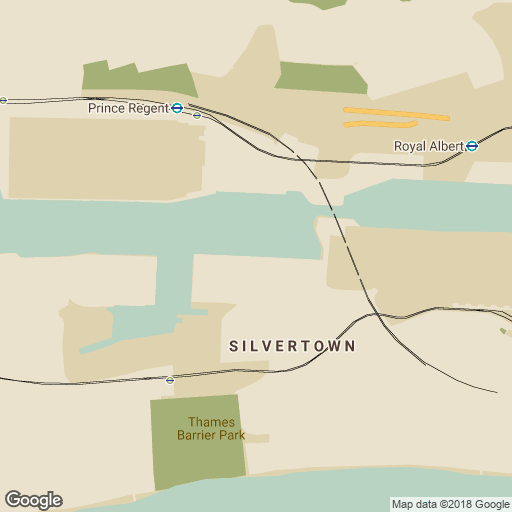 Prince Regent
Royal Albert
SILVERTOWN
Thames
Barrier Park
Google
Map data ©2018 Google